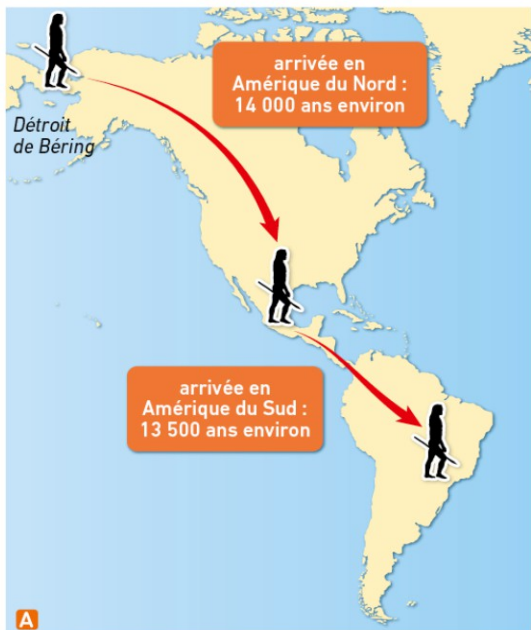 arrivée en
Amérique du Nord :
14 000 ans environ
Détroit
de Béring
arrivée en
Amérique du Sud :
13 500 ans environ
A